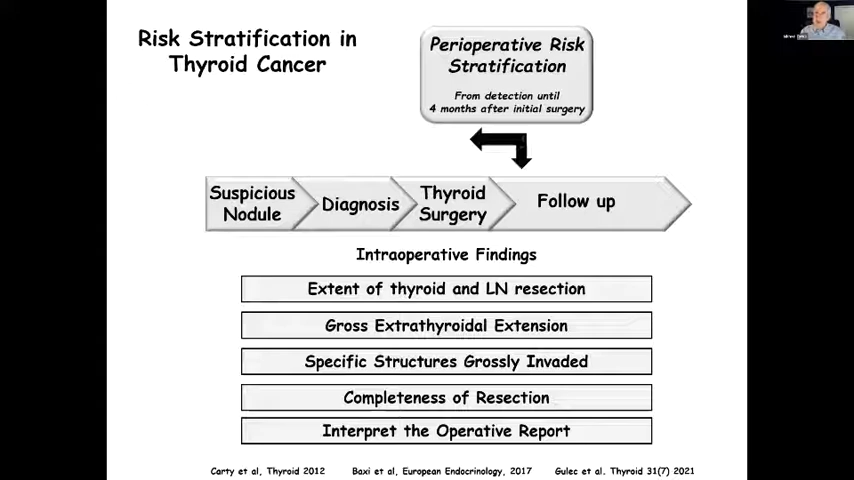 Risk Stratification in
Thyroid Cancer
Perioperative Risk
Stratification
From detection until
4 months after initial surgery
Suspicious
Nodule
Diagnosis
Thyroid
Surgery
Follow up
Intraoperative Findings
Extent of thyroid and LN resection
Gross Extrathyroidal Extension
Specific Structures Grossly Invaded
Completeness of Resection
Interpret the Operative Report
Carty et al, Thyroid 2012
Baxi et al, European Endocrinology, 2017
Gulec et al. Thyroid 31(7) 2021